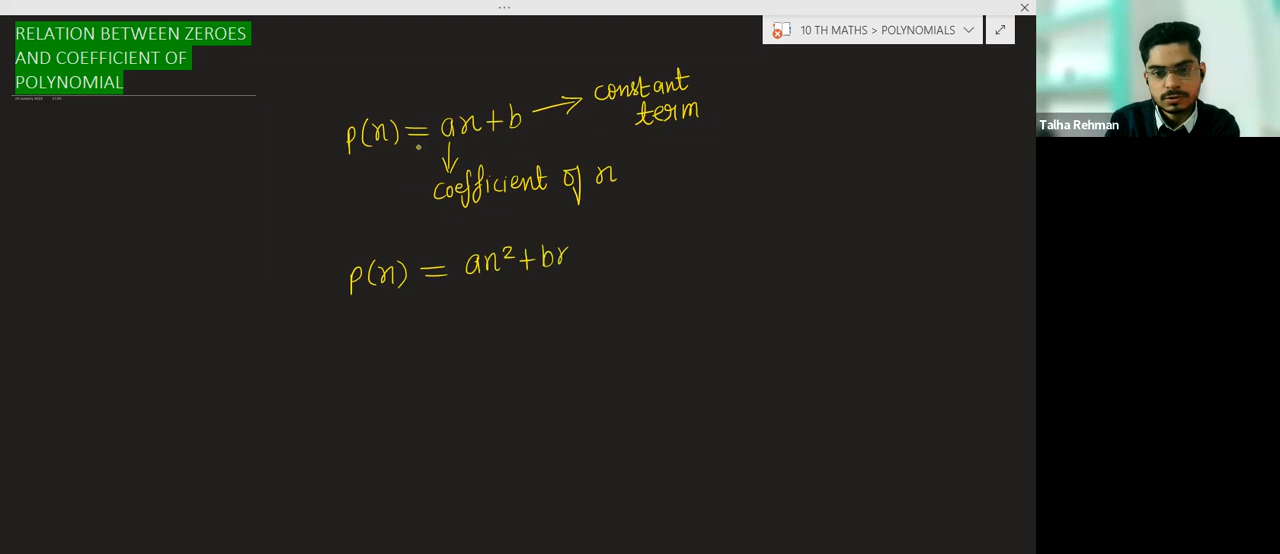 RELATION BETWEEN ZEROES
AND COEFFICIENT OF
POLYNOMIAL
10 TH MATHS > POLYNOMIALS
Talha Rehman
p(x) = ax + b → constant
term
↓
coefficient of x
p(x) = ax² + bx